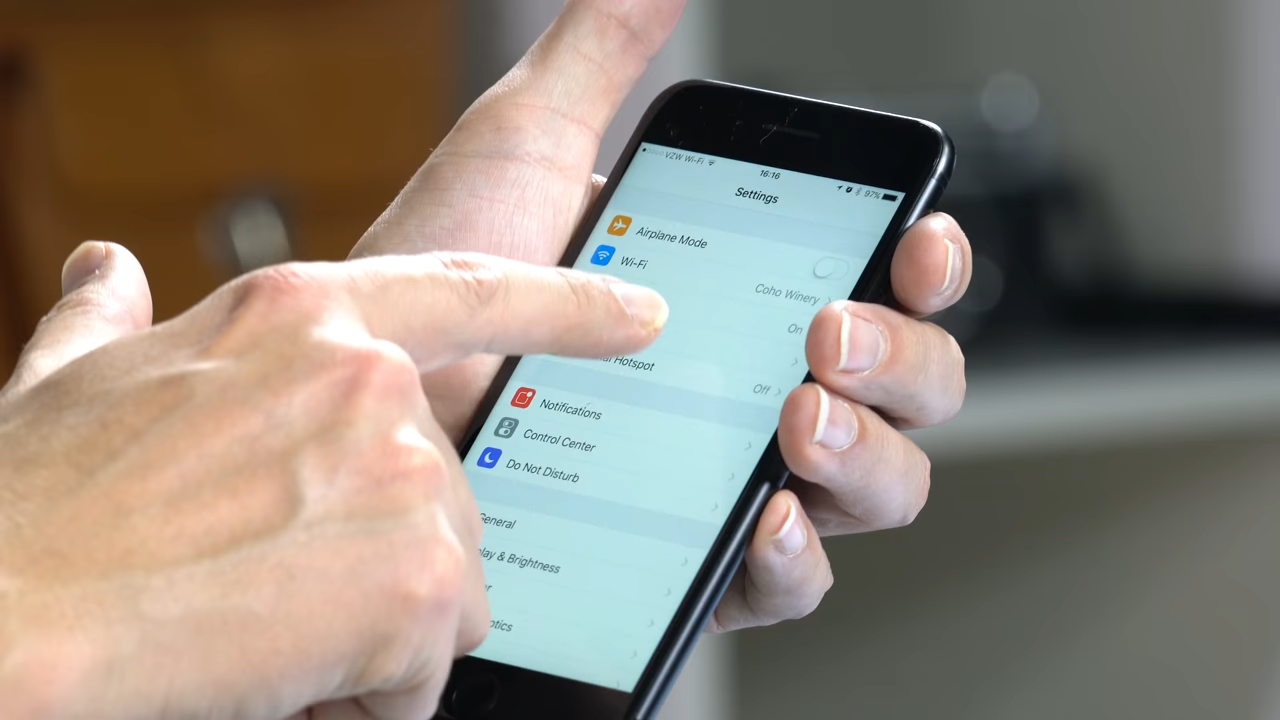 VZW Wi-Fi
16:16
97%
Settings
Airplane Mode
Wi-Fi
Coho Winery
On
Hotspot
Off
Notifications
Control Center
Do Not Disturb
General
lay & Brightness